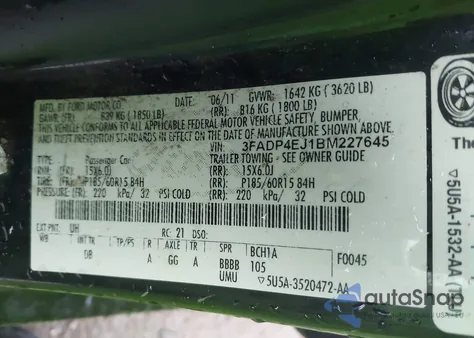 MFD. BY FORD MOTOR CO.
DATE: 06/11 GVWR: 1642 KG ( 3620 LB)
GAWR: (FR) 839 KG ( 1850 LB) (RR): 816 KG ( 1800 LB)
THIS VEHICLE CONFORMS TO ALL APPLICABLE FEDERAL MOTOR VEHICLE SAFETY, BUMPER,
AND THEFT PREVENTION STANDARDS IN EFFECT ON THE DATE OF MANUFACTURE SHOWN ABOVE.
VIN: 3FADP4EJ1BM227645
TYPE: Passenger Car TRAILER TOWING - SEE OWNER GUIDE
RIM: 15X6.0J 15X6.0J
TIRE: P185/60R15 84H P185/60R15 84H
PRESSURE: (FR): 220 kPa/ 32 PSI COLD (RR): 220 kPa/ 32 PSI COLD
EXT PNT: UH RC: 21 DSO: F0045
WB INT TR TP/PS R AXLE TR SPR BCH1A
DB A GG A BBBB 105
UMU ▽5U5A-3520472-AA
The
▽5U5A-1532-AA
autaSnap